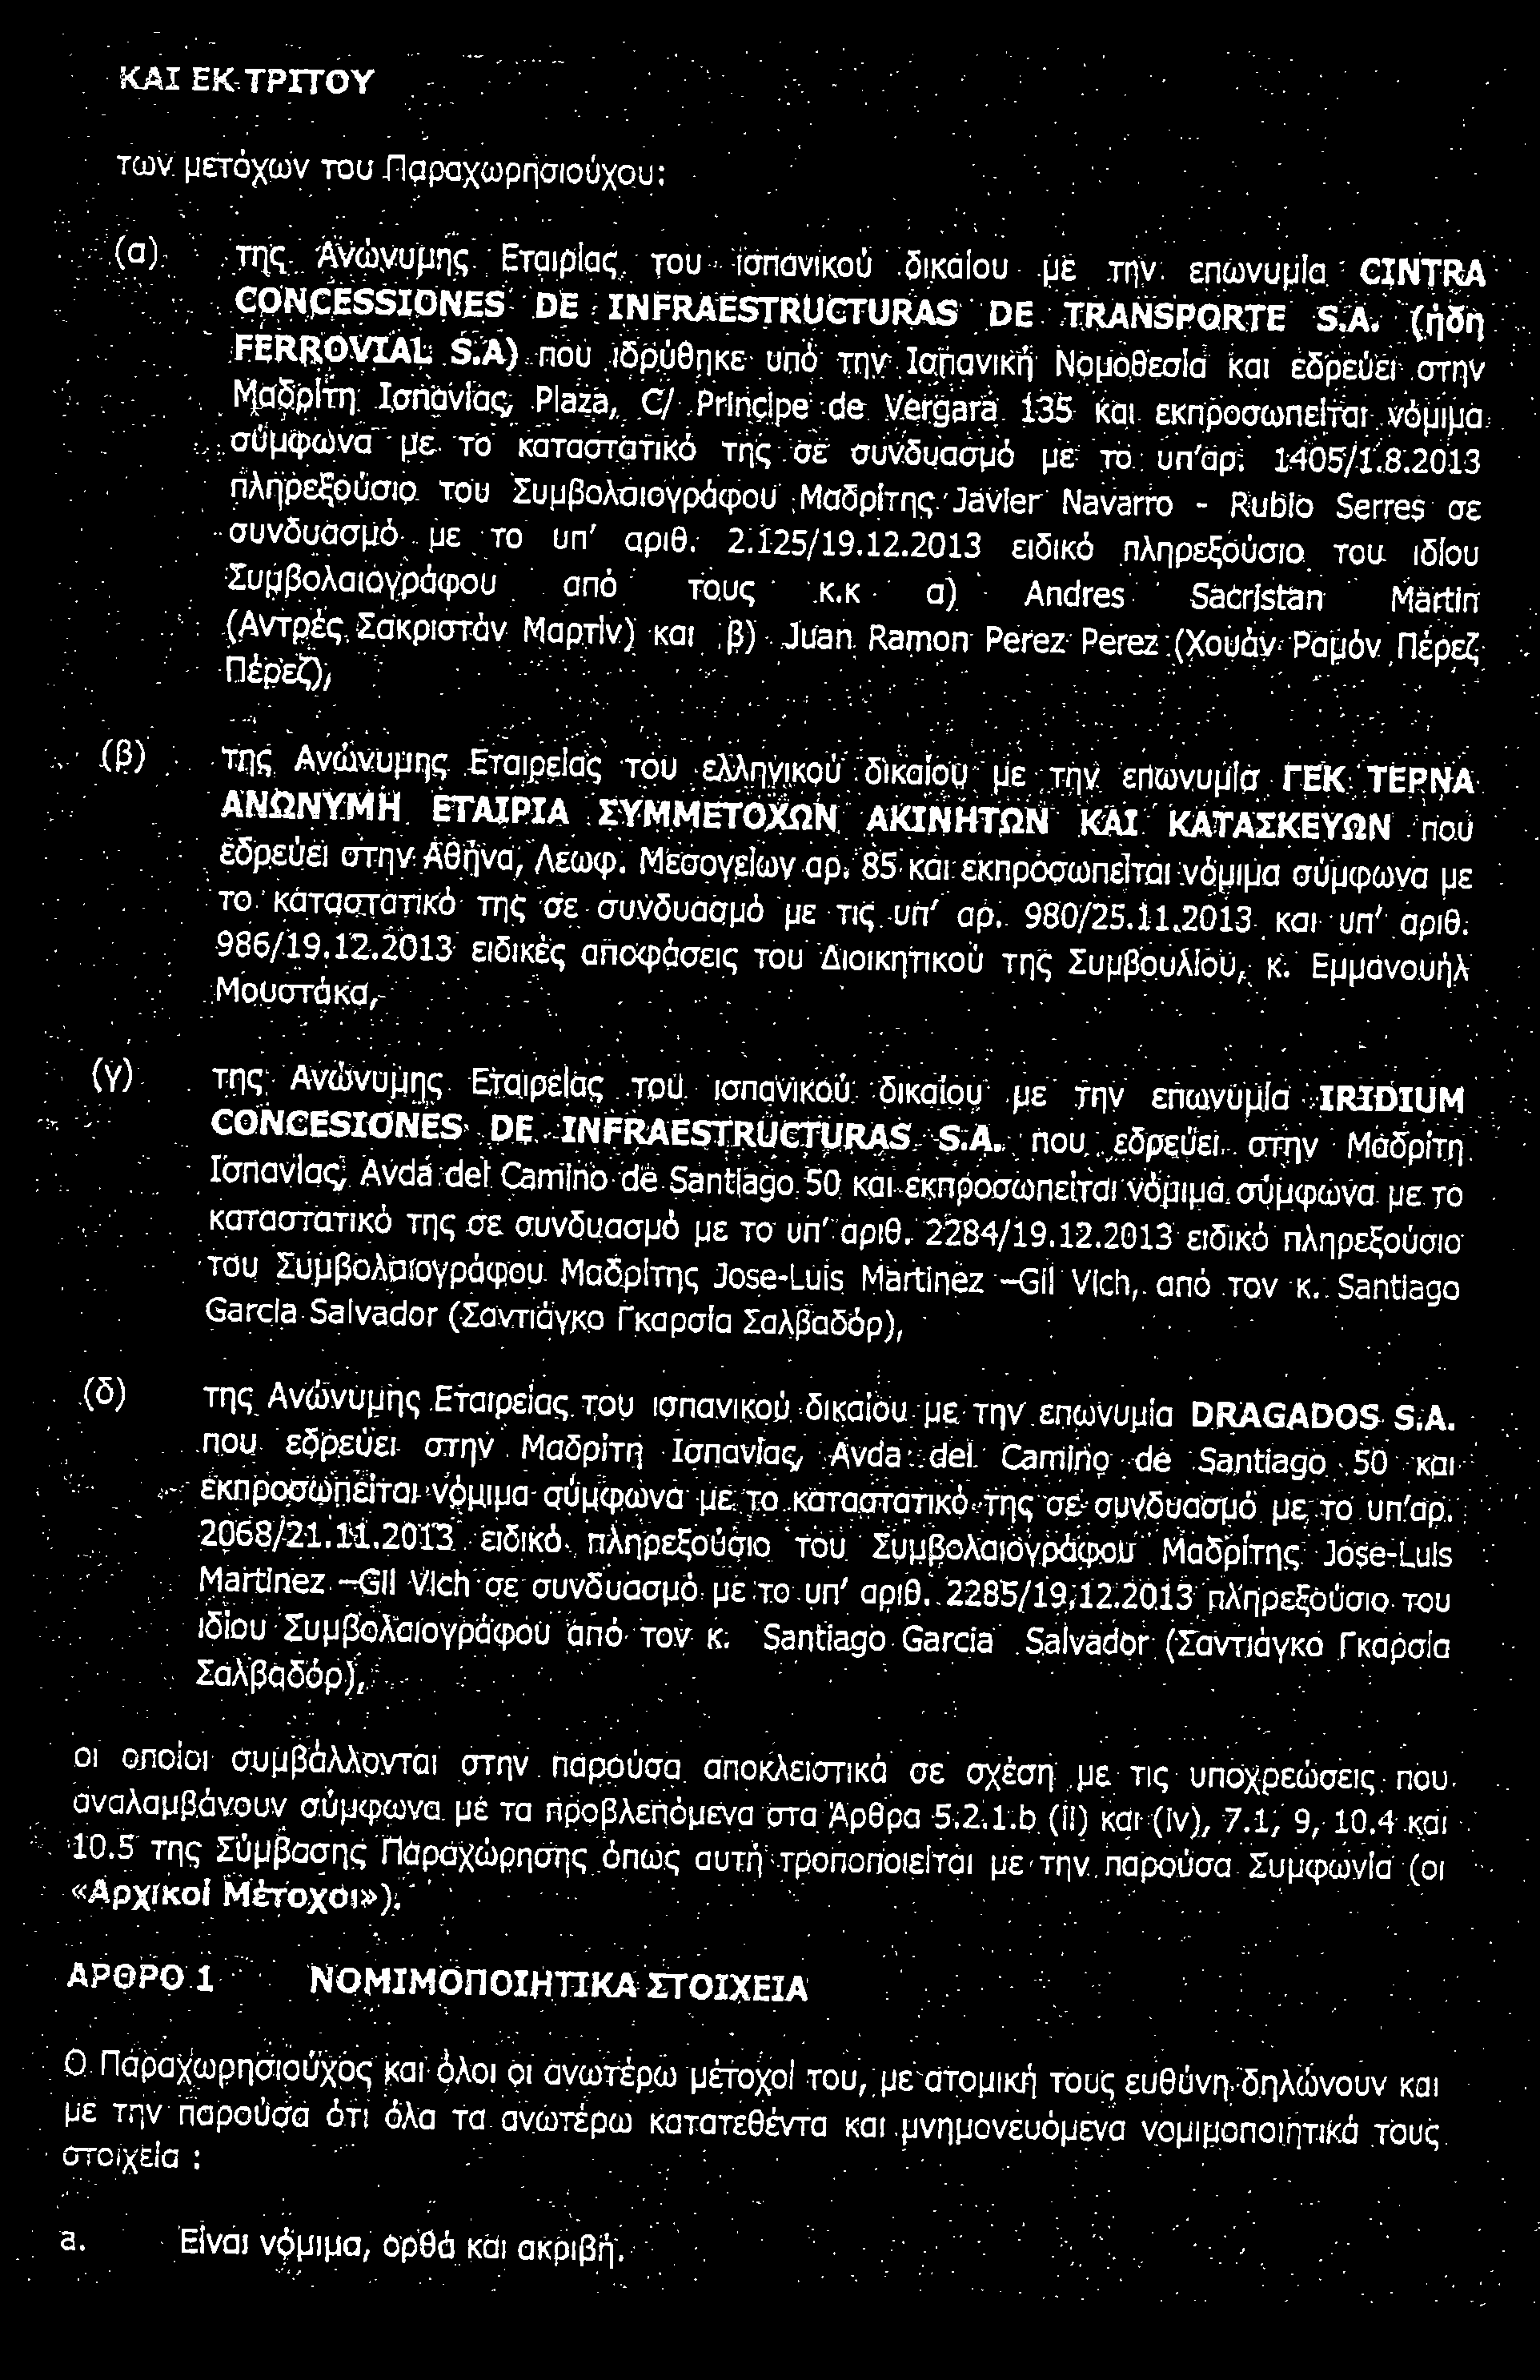 ΚΑΙ ΕΚ ΤΡΙΤΟΥ
των μετόχων του Παραχωρησιούχου:
(α) της Ανώνυμης Εταιρίας του ισπανικού δικαίου με την επωνυμία CINTRA
CONCESSIONES DE INFRAESTRUCTURAS DE TRANSPORTE S.A. (ήδη
FERROVIAL S.A) που ιδρύθηκε υπό την Ισπανική Νομοθεσία και εδρεύει στην
Μαδρίτη Ισπανίας, Plaza, C/ Principe de Vergara 135 και εκπροσωπείται νόμιμα
σύμφωνα με το καταστατικό της σε συνδυασμό με το υπ'αρ. 1405/1.8.2013
πληρεξούσιο του Συμβολαιογράφου Μαδρίτης Javier Navarro - Rubio Serres σε
συνδυασμό με το υπ' αριθ. 2.125/19.12.2013 ειδικό πληρεξούσιο του ιδίου
Συμβολαιογράφου από τους κ.κ α) Andres Sacristan Martin
(Αντρές Σακριστάν Μαρτίν) και β) Juan Ramon Perez Perez (Χουάν Ραμόν Πέρεζ
Πέρεζ),
(β) της Ανώνυμης Εταιρείας του ελληνικού δικαίου με την επωνυμία ΓΕΚ ΤΕΡΝΑ
ΑΝΩΝΥΜΗ ΕΤΑΙΡΙΑ ΣΥΜΜΕΤΟΧΩΝ ΑΚΙΝΗΤΩΝ ΚΑΙ ΚΑΤΑΣΚΕΥΩΝ που
εδρεύει στην Αθήνα, Λεωφ. Μεσογείων αρ. 85 και εκπροσωπείται νόμιμα σύμφωνα με
το καταστατικό της σε συνδυασμό με τις υπ' αρ. 980/25.11.2013 και υπ' αριθ.
986/19.12.2013 ειδικές αποφάσεις του Διοικητικού της Συμβουλίου, κ. Εμμανουήλ
Μουστάκα,
(γ) της Ανώνυμης Εταιρείας του ισπανικού δικαίου με την επωνυμία IRIDIUM
CONCESIONES DE INFRAESTRUCTURAS S.A. που εδρεύει στην Μαδρίτη
Ισπανίας, Avda del Camino de Santiago 50 και εκπροσωπείται νόμιμα σύμφωνα με το
καταστατικό της σε συνδυασμό με το υπ' αριθ. 2284/19.12.2013 ειδικό πληρεξούσιο
του Συμβολαιογράφου Μαδρίτης Jose-Luis Martinez –Gil Vich, από τον κ. Santiago
Garcia Salvador (Σαντιάγκο Γκαρσία Σαλβαδόρ),
(δ) της Ανώνυμης Εταιρείας του ισπανικού δικαίου με την επωνυμία DRAGADOS S.A.
που εδρεύει στην Μαδρίτη Ισπανίας, Avda del Camino de Santiago 50 και
εκπροσωπείται νόμιμα σύμφωνα με το καταστατικό της σε συνδυασμό με το υπ'αρ.
2068/21.11.2013 ειδικό πληρεξούσιο του Συμβολαιογράφου Μαδρίτης Jose-Luis
Martinez –Gil Vich σε συνδυασμό με το υπ' αριθ. 2285/19.12.2013 πληρεξούσιο του
ιδίου Συμβολαιογράφου από τον κ. Santiago Garcia Salvador (Σαντιάγκο Γκαρσία
Σαλβαδόρ),
οι οποίοι συμβάλλονται στην παρούσα αποκλειστικά σε σχέση με τις υποχρεώσεις που
αναλαμβάνουν σύμφωνα με τα προβλεπόμενα στα Άρθρα 5.2.1.b (ii) και (iv), 7.1, 9, 10.4 και
10.5 της Σύμβασης Παραχώρησης όπως αυτή τροποποιείται με την παρούσα Συμφωνία (οι
«Αρχικοί Μέτοχοι»).
ΑΡΘΡΟ 1 ΝΟΜΙΜΟΠΟΙΗΤΙΚΑ ΣΤΟΙΧΕΙΑ
Ο Παραχωρησιούχος και όλοι οι ανωτέρω μέτοχοί του, με ατομική τους ευθύνη, δηλώνουν και
με την παρούσα ότι όλα τα ανωτέρω κατατεθέντα και μνημονευόμενα νομιμοποιητικά τους
στοιχεία :
a. Είναι νόμιμα, ορθά και ακριβή.